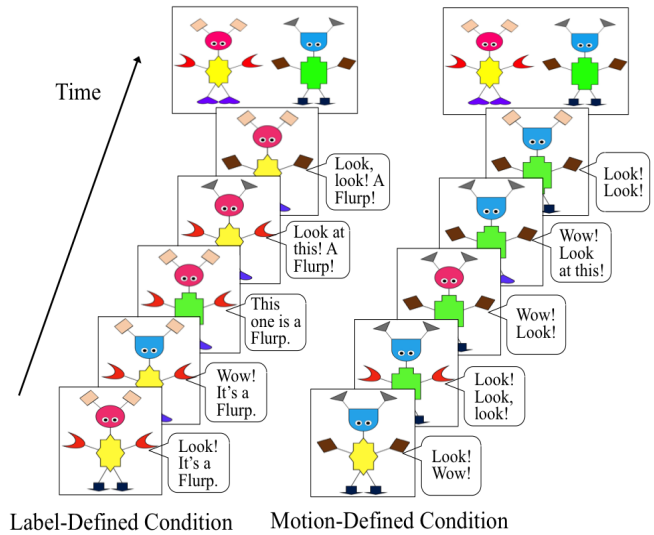 Time
Look,
look! A
Flurp!
Look at
this! A
Flurp!
This
one is a
Flurp.
Wow!
It's a
Flurp.
Look!
It's a
Flurp.
Label-Defined Condition
Look!
Look!
Wow!
Look
at this!
Wow!
Look!
Look!
Look,
look!
Look!
Wow!
Motion-Defined Condition